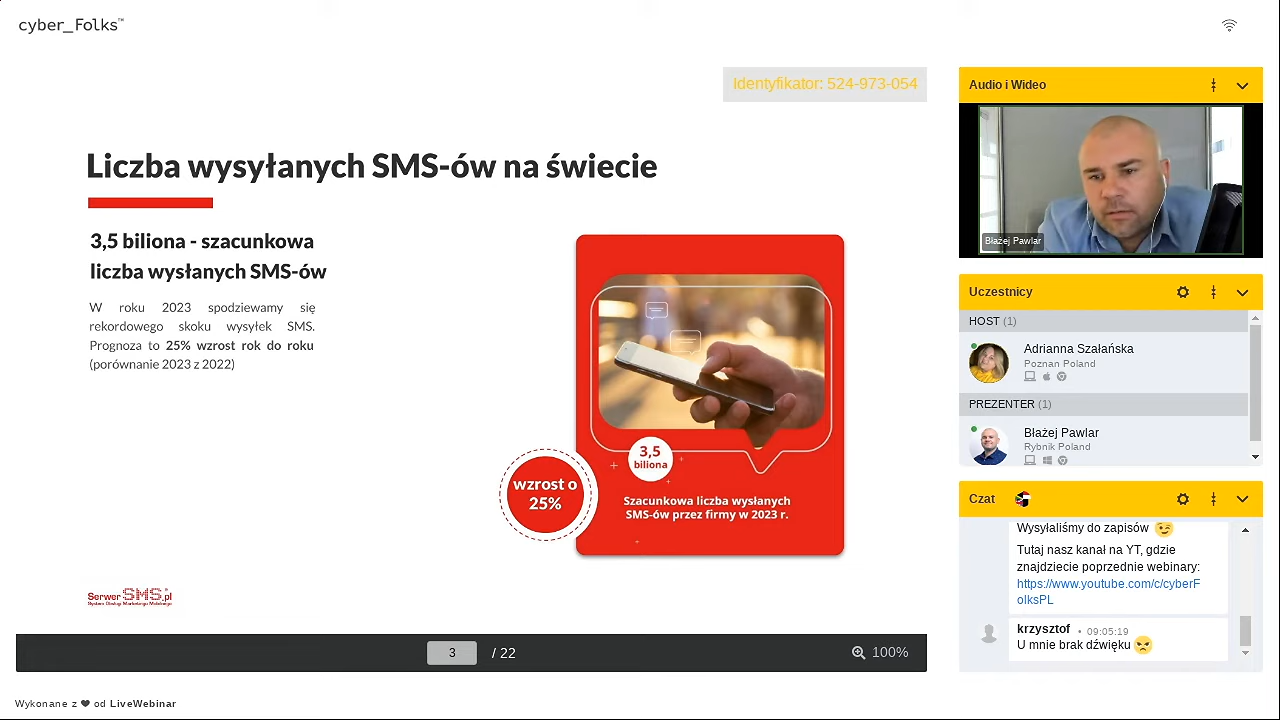 cyber_Folks™
Identyfikator: 524-973-054
Liczba wysyłanych SMS-ów na świecie
3,5 biliona - szacunkowa
liczba wysłanych SMS-ów
W roku 2023 spodziewamy się
rekordowego skoku wysyłek SMS.
Prognoza to 25% wzrost rok do roku
(porównanie 2023 z 2022)
3,5
biliona
wzrost o
25%
Szacunkowa liczba wysłanych
SMS-ów przez firmy w 2023 r.
SerwerSMS.pl
System Obsługi Marketingu Mobilnego
3 / 22
100%
Wykonane z od LiveWebinar
Audio i Wideo
Błażej Pawlar
Uczestnicy
HOST (1)
Adrianna Szałańska
Poznan Poland
PREZENTER (1)
Błażej Pawlar
Rybnik Poland
Czat
Wysyłaliśmy do zapisów
Tutaj nasz kanał na YT, gdzie
znajdziecie poprzednie webinary:
https://www.youtube.com/c/cyberF
olksPL
krzysztof • 09:05:19
U mnie brak dźwięku